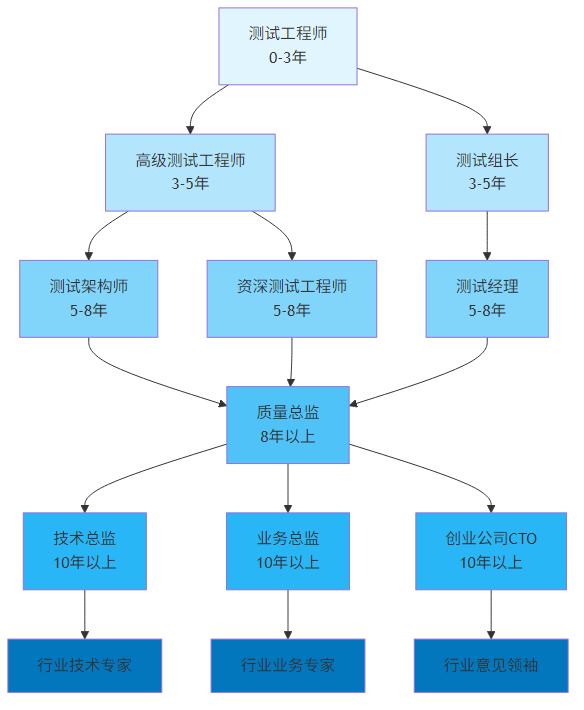 测试工程师
0-3年
高级测试工程师
3-5年
测试组长
3-5年
测试架构师
5-8年
资深测试工程师
5-8年
测试经理
5-8年
质量总监
8年以上
技术总监
10年以上
业务总监
10年以上
创业公司CTO
10年以上
行业技术专家
行业业务专家
行业意见领袖